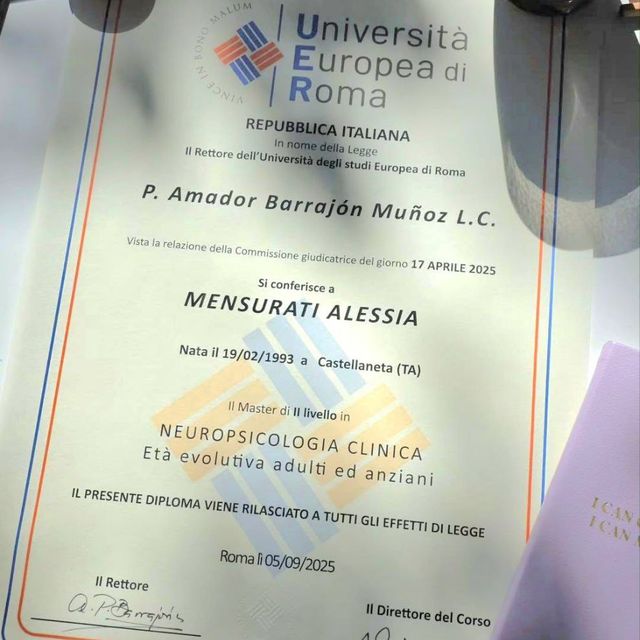 VINCE IN BONO MALUM
Università
Europea di
Roma
REPUBBLICA ITALIANA
In nome della Legge
Il Rettore dell'Università degli studi Europea di Roma
P. Amador Barrajón Muñoz L.C.
Vista la relazione della Commissione giudicatrice del giorno 17 APRILE 2025
Si conferisce a
MENSURATI ALESSIA
Nata il 19/02/1993 a Castellaneta (TA)
Il Master di II livello in
NEUROPSICOLOGIA CLINICA
Età evolutiva adulti ed anziani
IL PRESENTE DIPLOMA VIENE RILASCIATO A TUTTI GLI EFFETTI DI LEGGE
Roma lì 05/09/2025
Il Rettore
Il Direttore del Corso
I CAN
I CAN